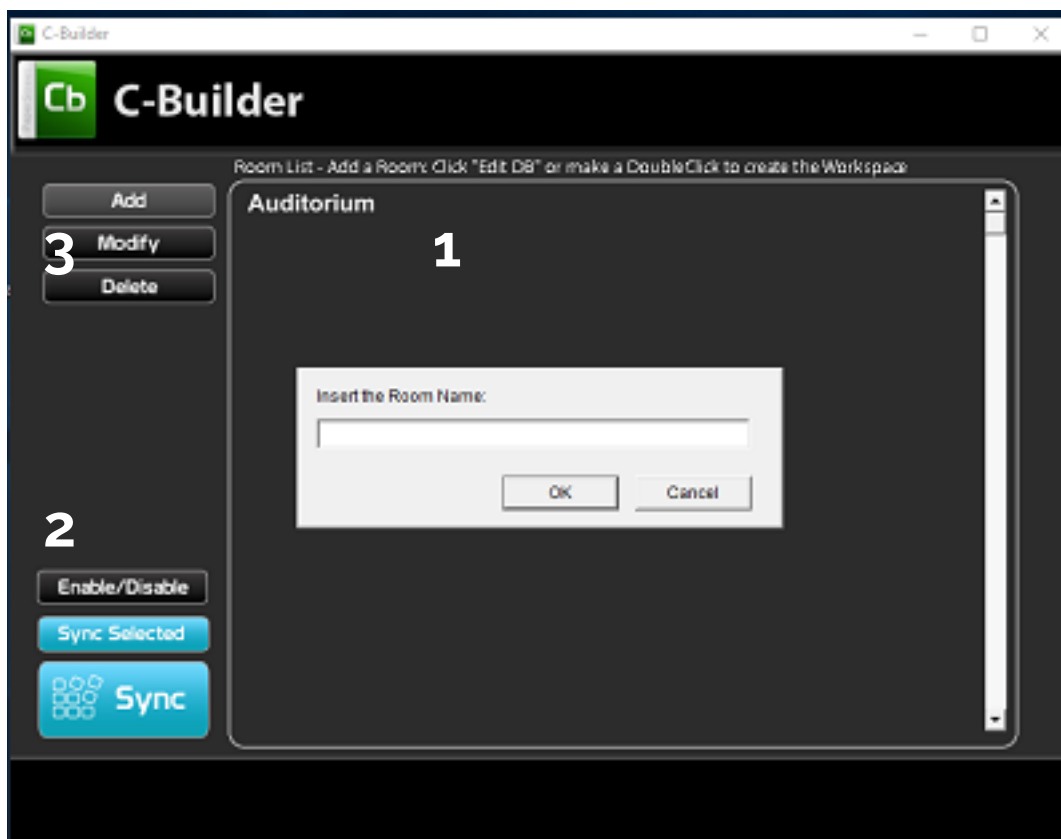 C-Builder
Cb C-Builder
Room List - Add a Room: Click "Edit DB" or make a DoubleClick to create the Workspace
Add
Auditorium
3
Modify
1
Delete
Insert the Room Name:
OK Cancel
2
Enable/Disable
Sync Selected
Sync